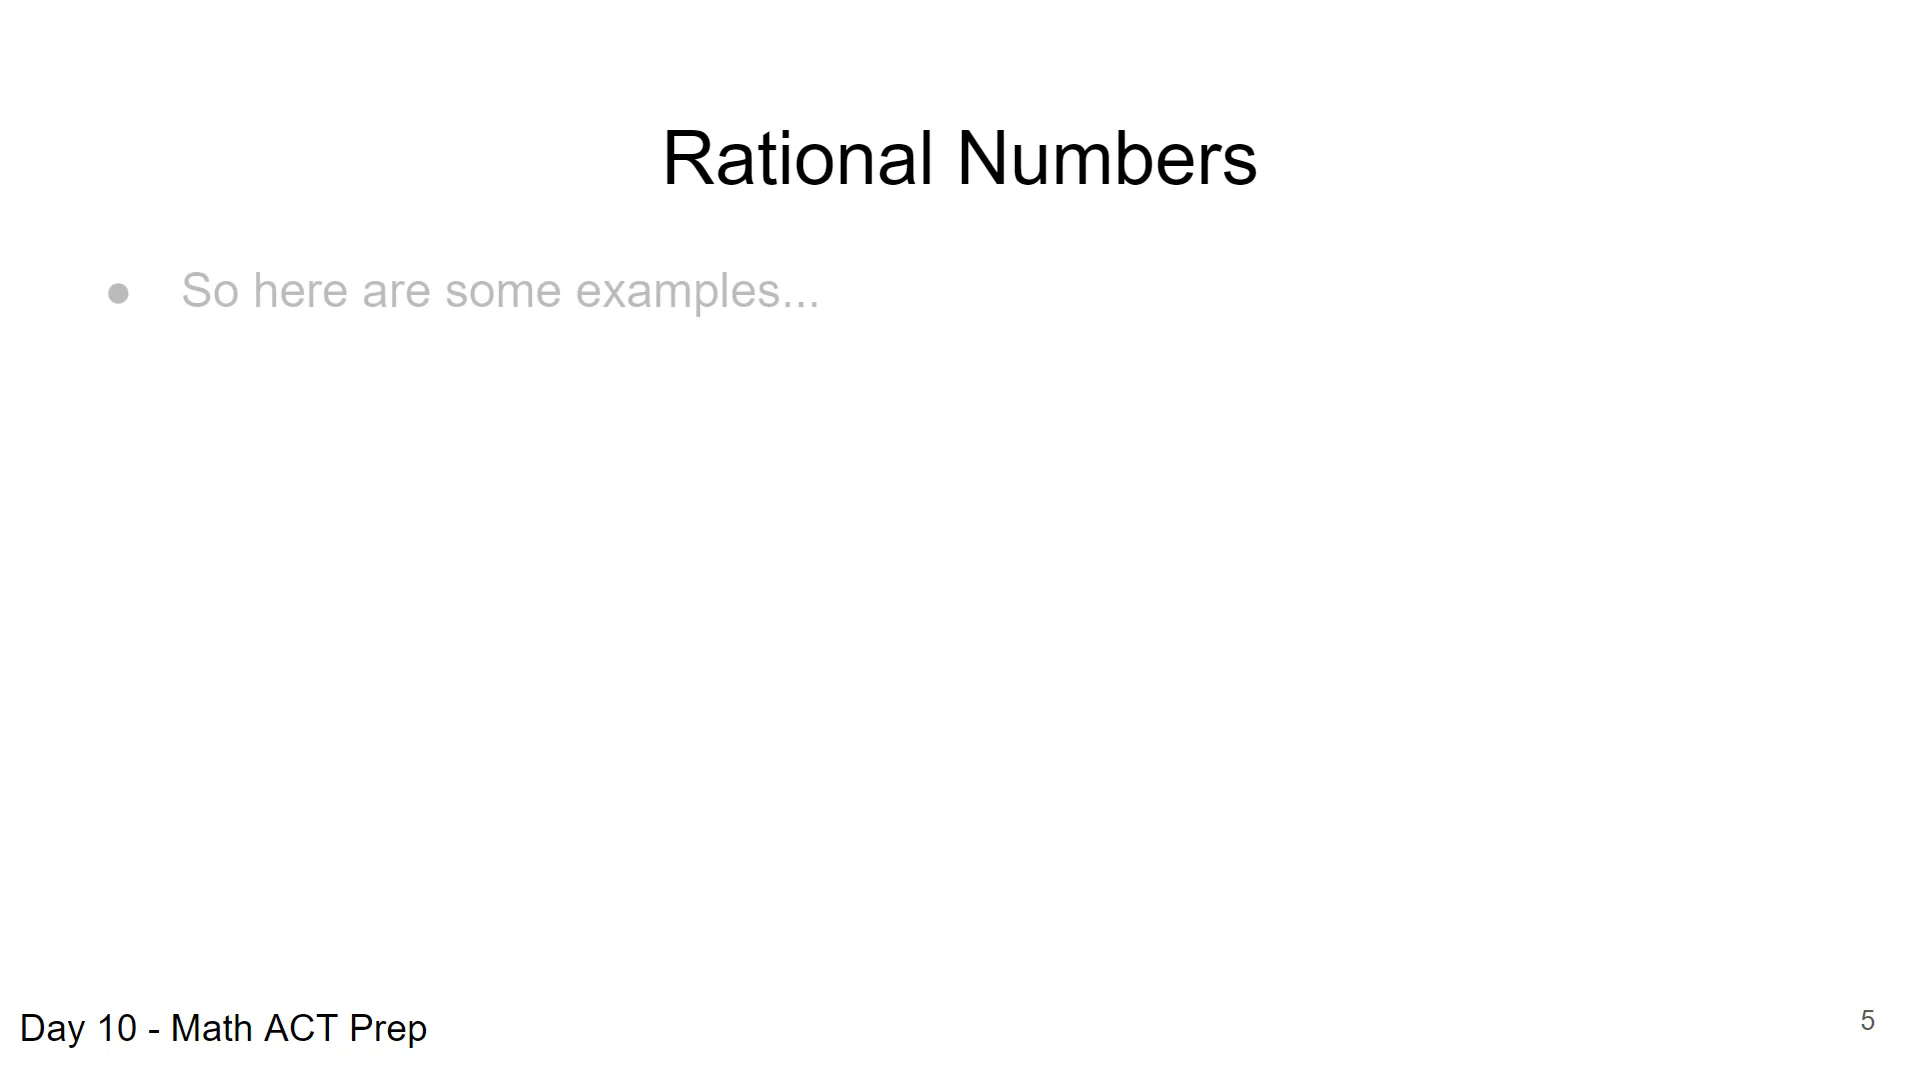 Rational Numbers
● So here are some examples...
Day 10 - Math ACT Prep
5